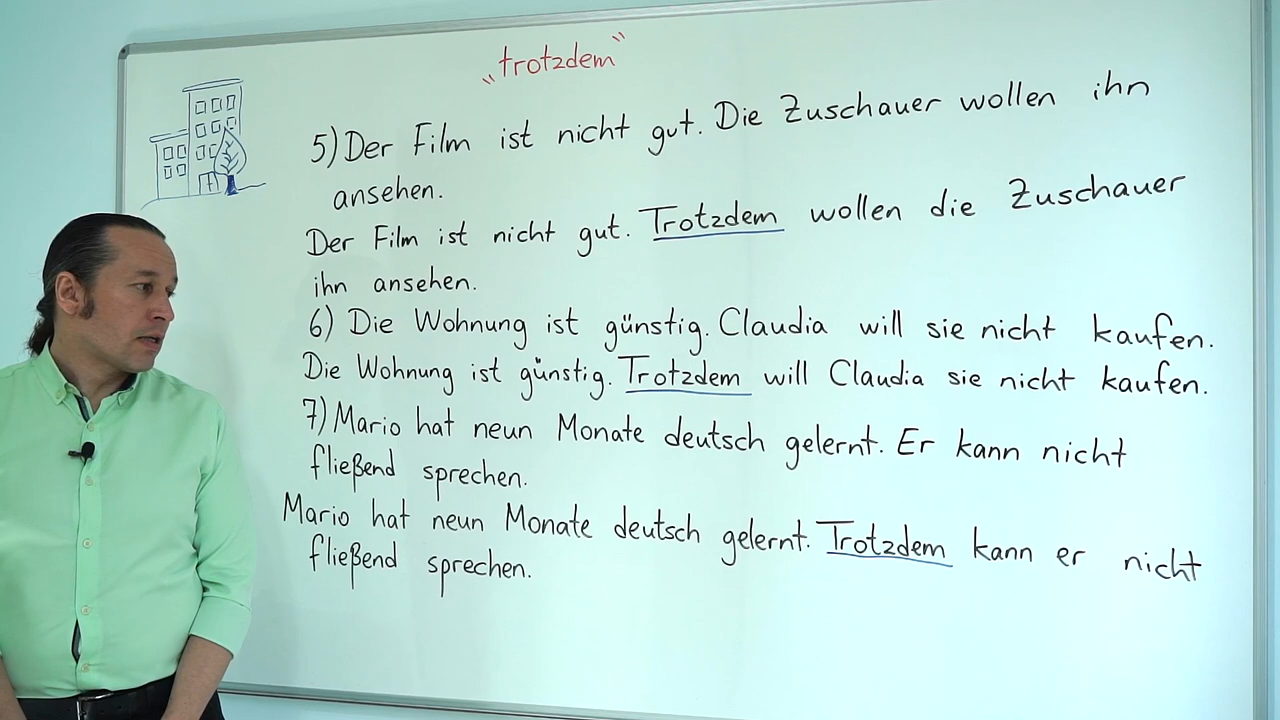 „trotzdem“
5) Der Film ist nicht gut. Die Zuschauer wollen ihn
ansehen.
Der Film ist nicht gut. Trotzdem wollen die Zuschauer
ihn ansehen.
6) Die Wohnung ist günstig. Claudia will sie nicht kaufen.
Die Wohnung ist günstig. Trotzdem will Claudia sie nicht kaufen.
7) Mario hat neun Monate deutsch gelernt. Er kann nicht
fließend sprechen.
Mario hat neun Monate deutsch gelernt. Trotzdem kann er nicht
fließend sprechen.